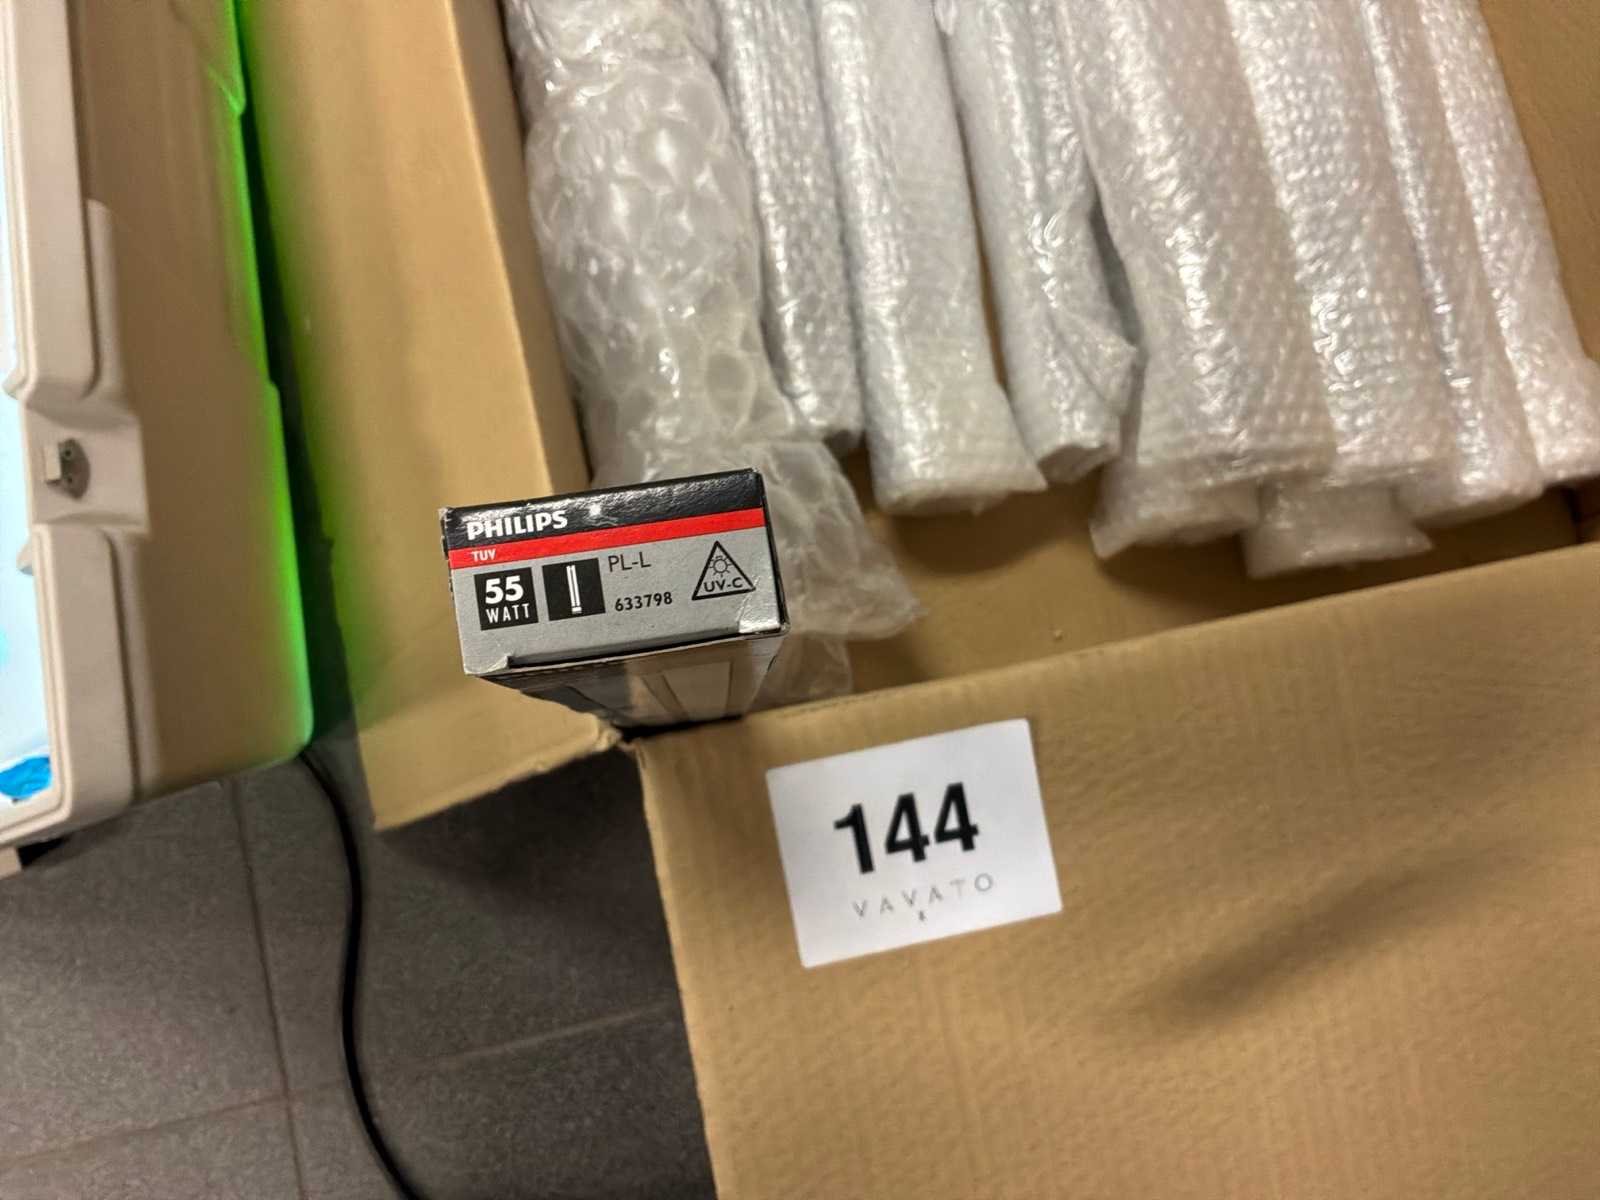 PHILIPS
TUV
55
WATT
PL-L
633798
UV-C
144
VAVATO